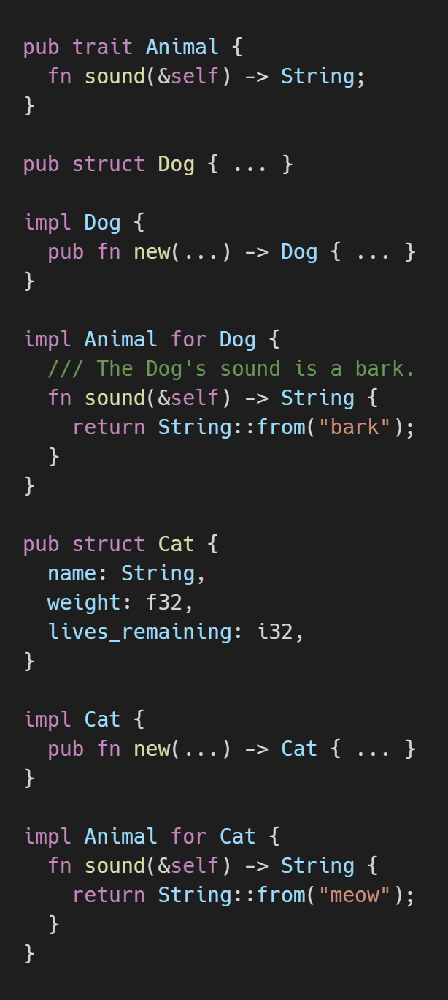 pub trait Animal {
  fn sound(&self) -> String;
}

pub struct Dog { ... }

impl Dog {
  pub fn new(...) -> Dog { ... }
}

impl Animal for Dog {
  /// The Dog's sound is a bark.
  fn sound(&self) -> String {
    return String::from("bark");
  }
}

pub struct Cat {
  name: String,
  weight: f32,
  lives_remaining: i32,
}

impl Cat {
  pub fn new(...) -> Cat { ... }
}

impl Animal for Cat {
  fn sound(&self) -> String {
    return String::from("meow");
  }
}